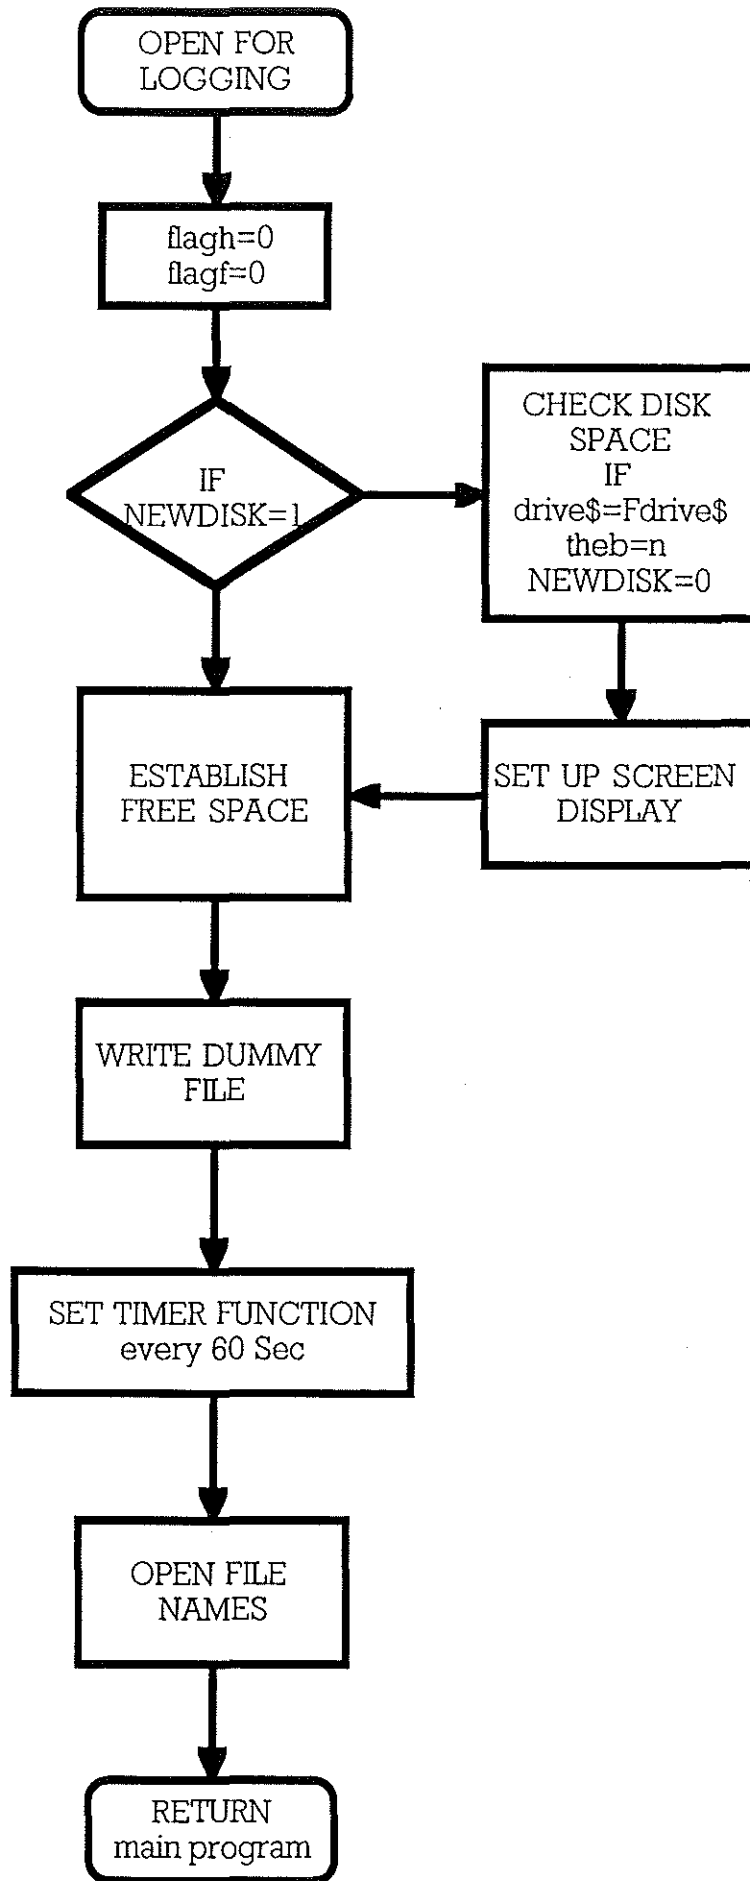 OPEN FOR
LOGGING
flagh=0
flagf=0
IF
NEWDISK=1
CHECK DISK
SPACE
IF
drive$=Fdrive$
theb=n
NEWDISK=0
SET UP SCREEN
DISPLAY
ESTABLISH
FREE SPACE
WRITE DUMMY
FILE
SET TIMER FUNCTION
every 60 Sec
OPEN FILE
NAMES
RETURN
main program